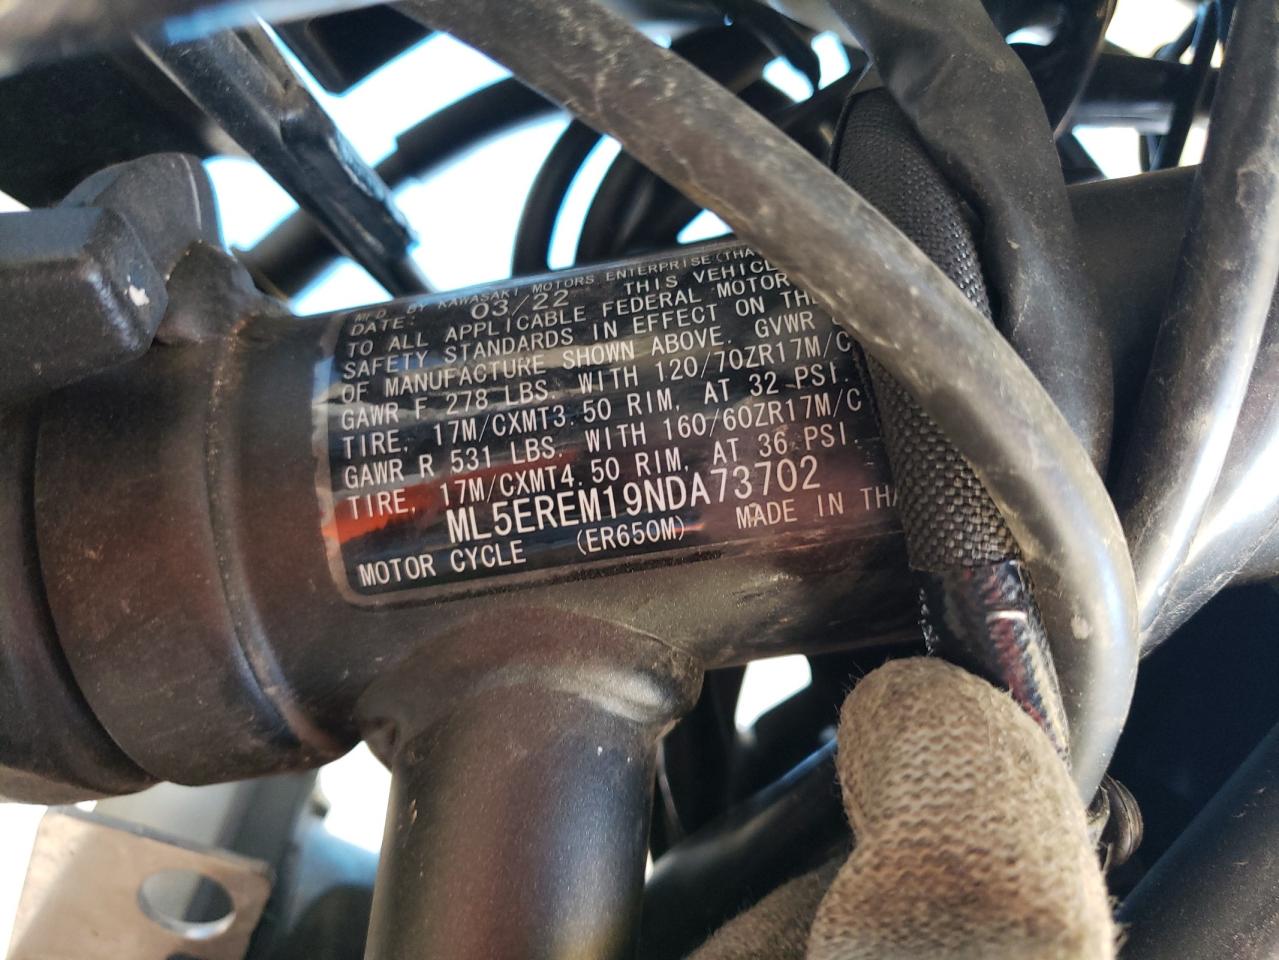 MFD. BY KAWASAKI MOTORS ENTERPRISE (THA
DATE: 03/22 THIS VEHICL
TO ALL APPLICABLE FEDERAL MOTOR
SAFETY STANDARDS IN EFFECT ON THE
OF MANUFACTURE SHOWN ABOVE. GVWR
GAWR F 278 LBS. WITH 120/70ZR17M/C
TIRE, 17M/CXMT3.50 RIM, AT 32 PSI.
GAWR R 531 LBS. WITH 160/60ZR17M/C
TIRE, 17M/CXMT4.50 RIM, AT 36 PSI.
ML5EREM19NDA73702
MOTOR CYCLE (ER650M) MADE IN THA